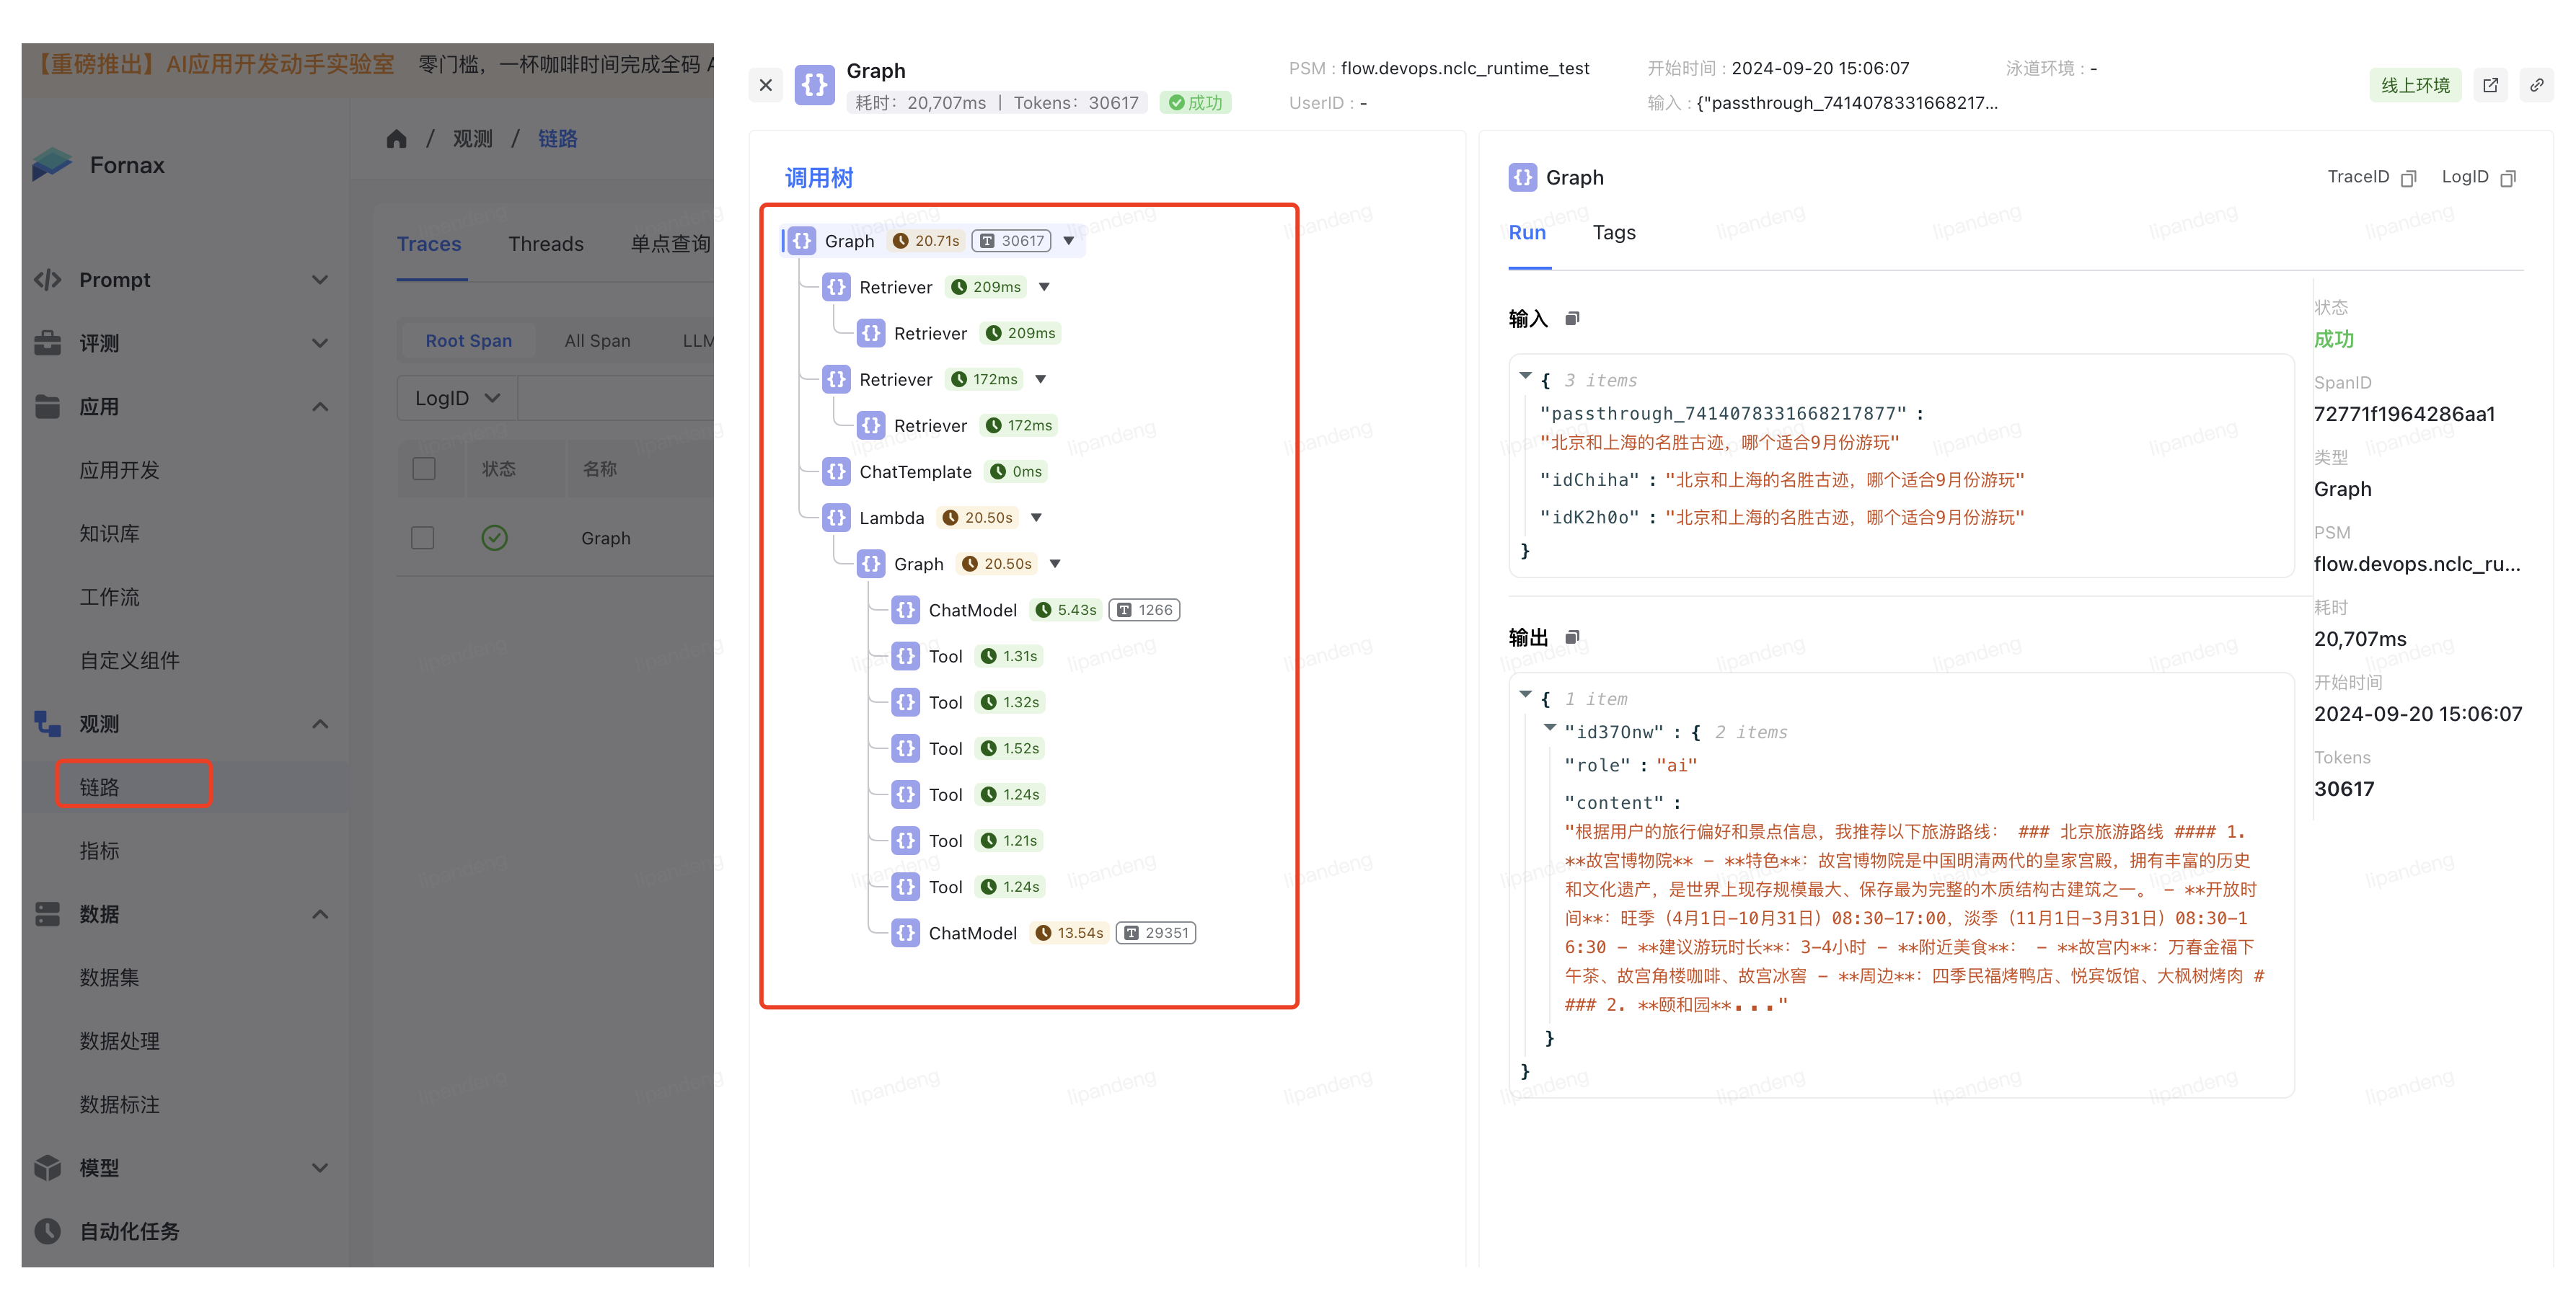 【重磅推出】AI应用开发动手实验室 零门槛，一杯咖啡时间完成全码 A
Fornax
Prompt
评测
应用
应用开发
知识库
工作流
自定义组件
观测
链路
指标
数据
数据集
数据处理
数据标注
模型
自动化任务
/ 观测 / 链路
Traces Threads 单点查询
Root Span All Span LLM
LogID
状态 名称
Graph
Graph
耗时：20,707ms | Tokens：30617 成功
PSM : flow.devops.nclc_runtime_test
UserID : -
开始时间 : 2024-09-20 15:06:07
输入 : {"passthrough_7414078331668217...
泳道环境 : -
线上环境
调用树
Graph 20.71s T 30617
Retriever 209ms
Retriever 209ms
Retriever 172ms
Retriever 172ms
ChatTemplate 0ms
Lambda 20.50s
Graph 20.50s
ChatModel 5.43s T 1266
Tool 1.31s
Tool 1.32s
Tool 1.52s
Tool 1.24s
Tool 1.21s
Tool 1.24s
ChatModel 13.54s T 29351
Graph
TraceID LogID
Run Tags
输入
{ 3 items
"passthrough_7414078331668217877" :
"北京和上海的名胜古迹，哪个适合9月份游玩"
"idChiha" : "北京和上海的名胜古迹，哪个适合9月份游玩"
"idK2h0o" : "北京和上海的名胜古迹，哪个适合9月份游玩"
}
输出
{ 1 item
"id37Onw" : { 2 items
"role" : "ai"
"content" :
"根据用户的旅行偏好和景点信息，我推荐以下旅游路线： ### 北京旅游路线 #### 1.
**故宫博物院** - **特色**：故宫博物院是中国明清两代的皇家宫殿，拥有丰富的历史
和文化遗产，是世界上现存规模最大、保存最为完整的木质结构古建筑之一。 - **开放时
间**：旺季（4月1日-10月31日）08:30-17:00，淡季（11月1日-3月31日）08:30-1
6:30 - **建议游玩时长**：3-4小时 - **附近美食**： - **故宫内**：万春金福下
午茶、故宫角楼咖啡、故宫冰窖 - **周边**：四季民福烤鸭店、悦宾饭馆、大枫树烤肉 #
### 2. **颐和园**..."
}
}
状态
成功
SpanID
72771f1964286aa1
类型
Graph
PSM
flow.devops.nclc_ru...
耗时
20,707ms
开始时间
2024-09-20 15:06:07
Tokens
30617
lipandeng